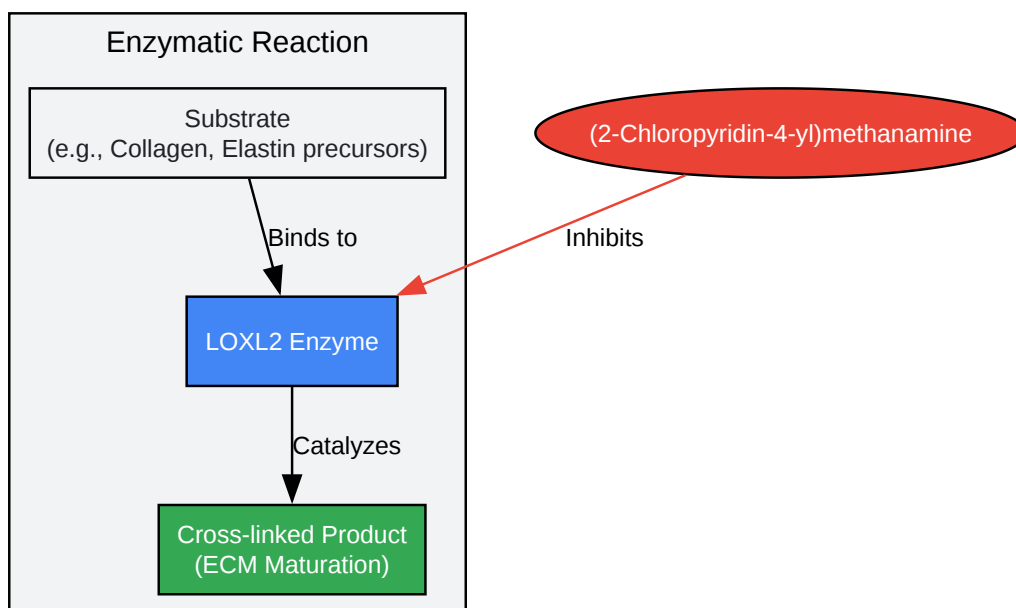 Enzymatic Reaction
Substrate
(e.g., Collagen, Elastin precursors)
(2-Chloropyridin-4-yl)methanamine
Binds to
Inhibits
LOXL2 Enzyme
Catalyzes
Cross-linked Product
(ECM Maturation)